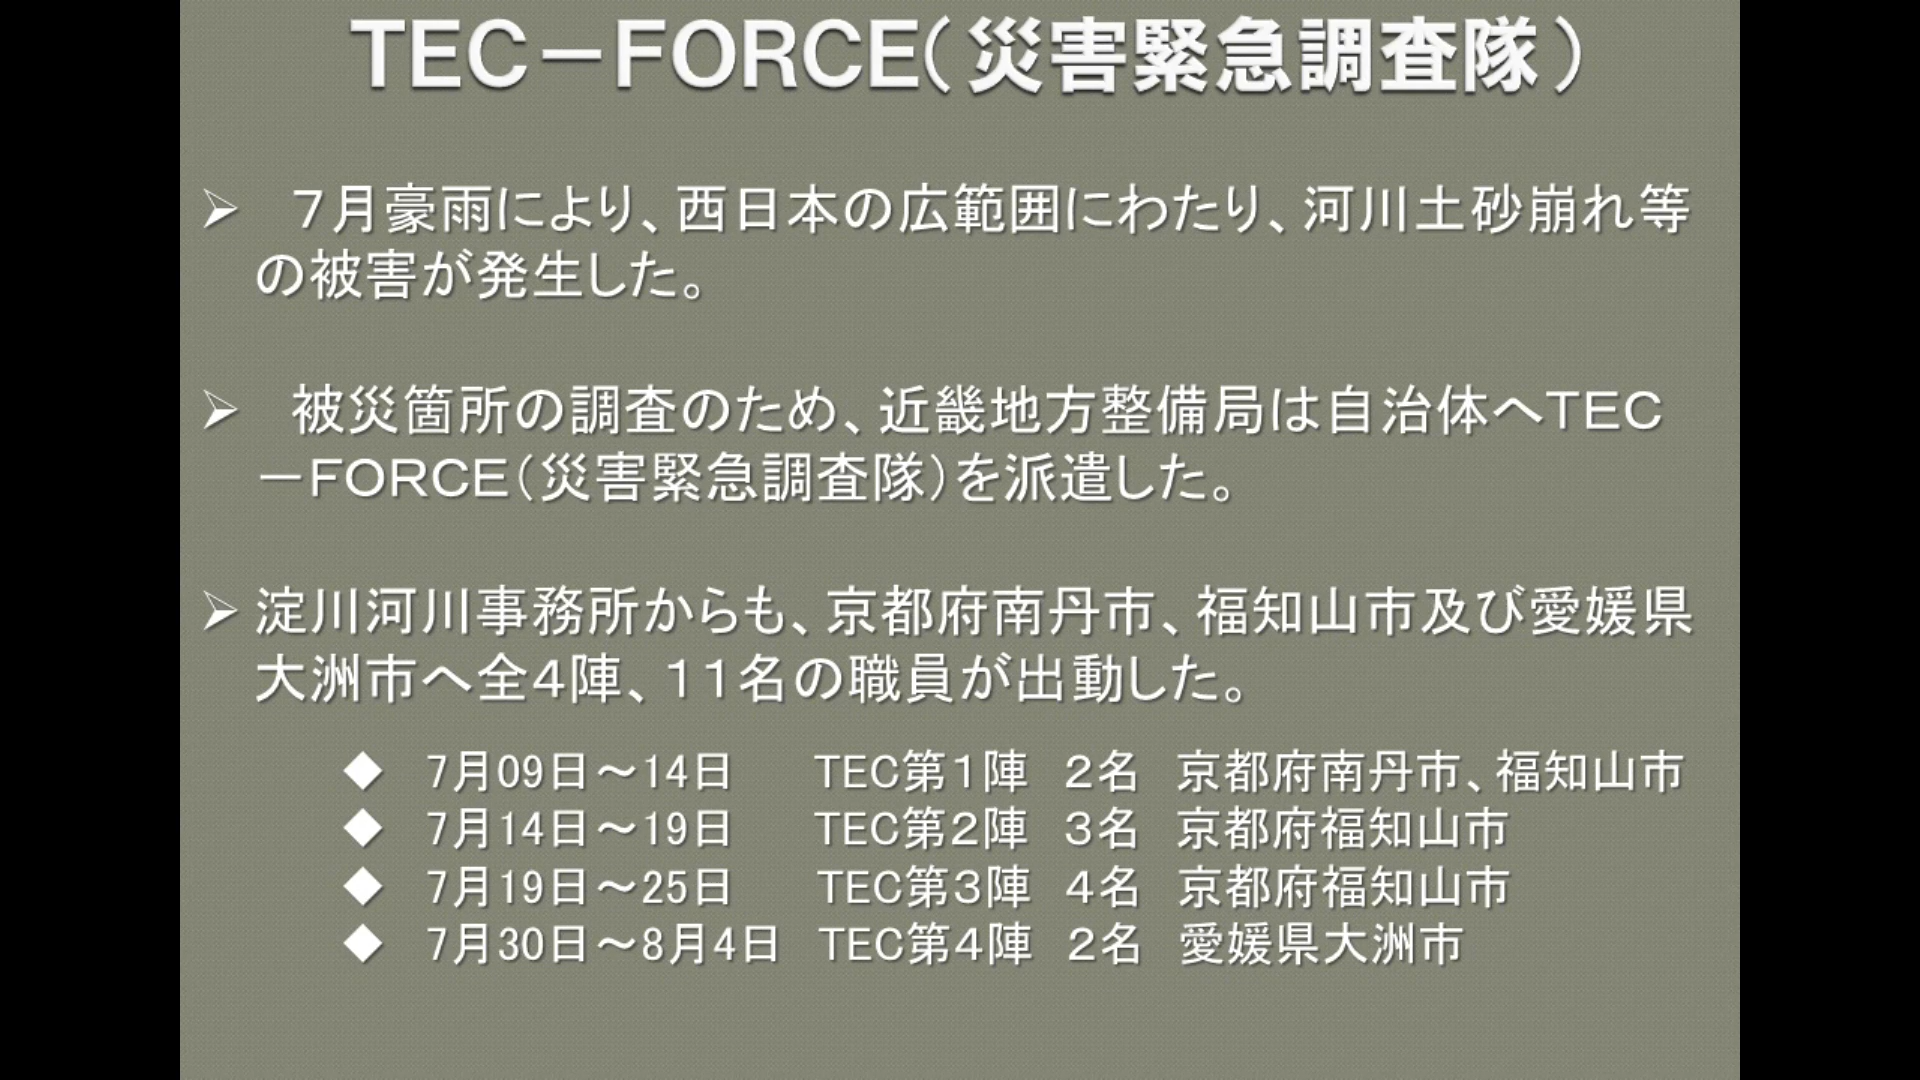 TEC－FORCE（災害緊急調査隊）
➢　７月豪雨により、西日本の広範囲にわたり、河川土砂崩れ等
の被害が発生した。
➢　被災箇所の調査のため、近畿地方整備局は自治体へTEC
－FORCE（災害緊急調査隊）を派遣した。
➢ 淀川河川事務所からも、京都府南丹市、福知山市及び愛媛県
大洲市へ全４陣、１１名の職員が出動した。
◆　7月09日～14日　TEC第１陣　２名　京都府南丹市、福知山市
◆　7月14日～19日　TEC第２陣　３名　京都府福知山市
◆　7月19日～25日　TEC第３陣　４名　京都府福知山市
◆　7月30日～8月4日　TEC第４陣　２名　愛媛県大洲市